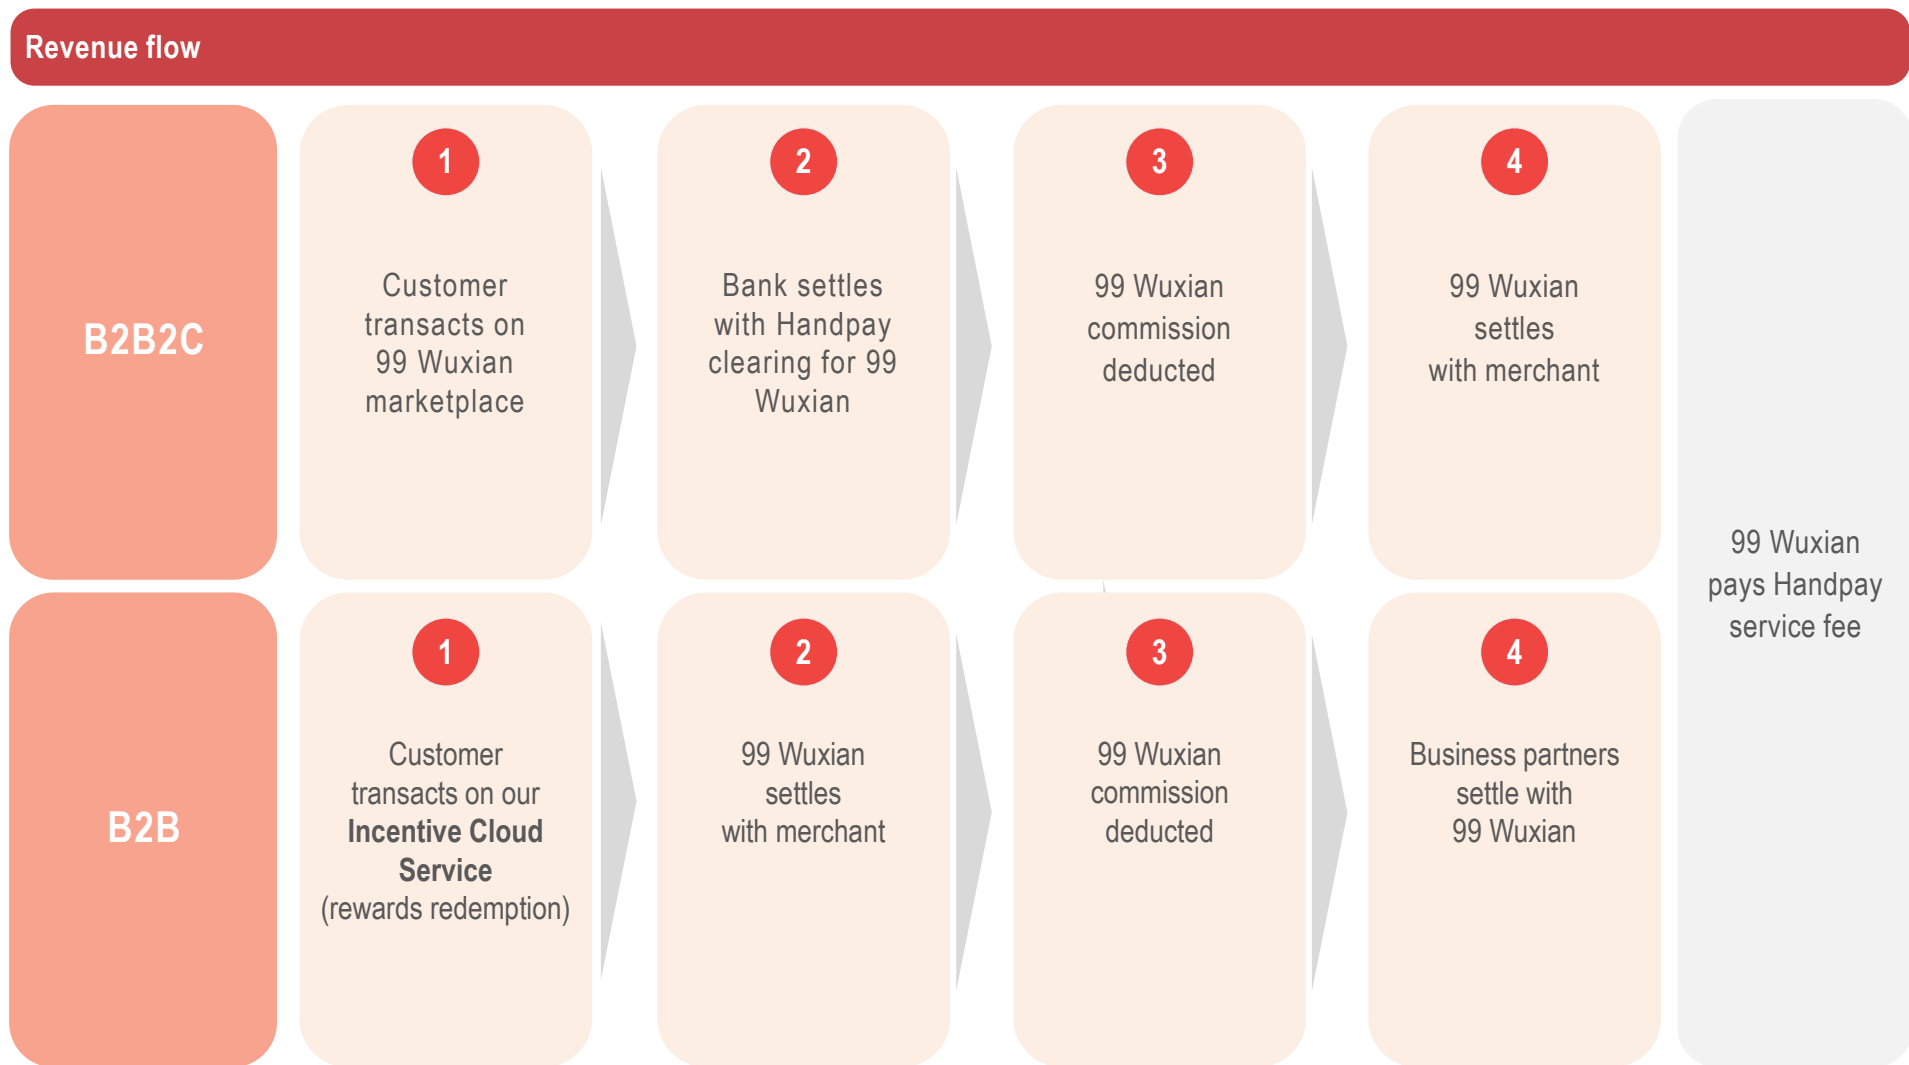 Revenue flow
B2B2C
1
Customer
transacts on
99 Wuxian
marketplace
2
Bank settles
with Handpay
clearing for 99
Wuxian
3
99 Wuxian
commission
deducted
4
99 Wuxian
settles
with merchant
B2B
1
Customer
transacts on our
Incentive Cloud
Service
(rewards redemption)
2
99 Wuxian
settles
with merchant
3
99 Wuxian
commission
deducted
4
Business partners
settle with
99 Wuxian
99 Wuxian
pays Handpay
service fee